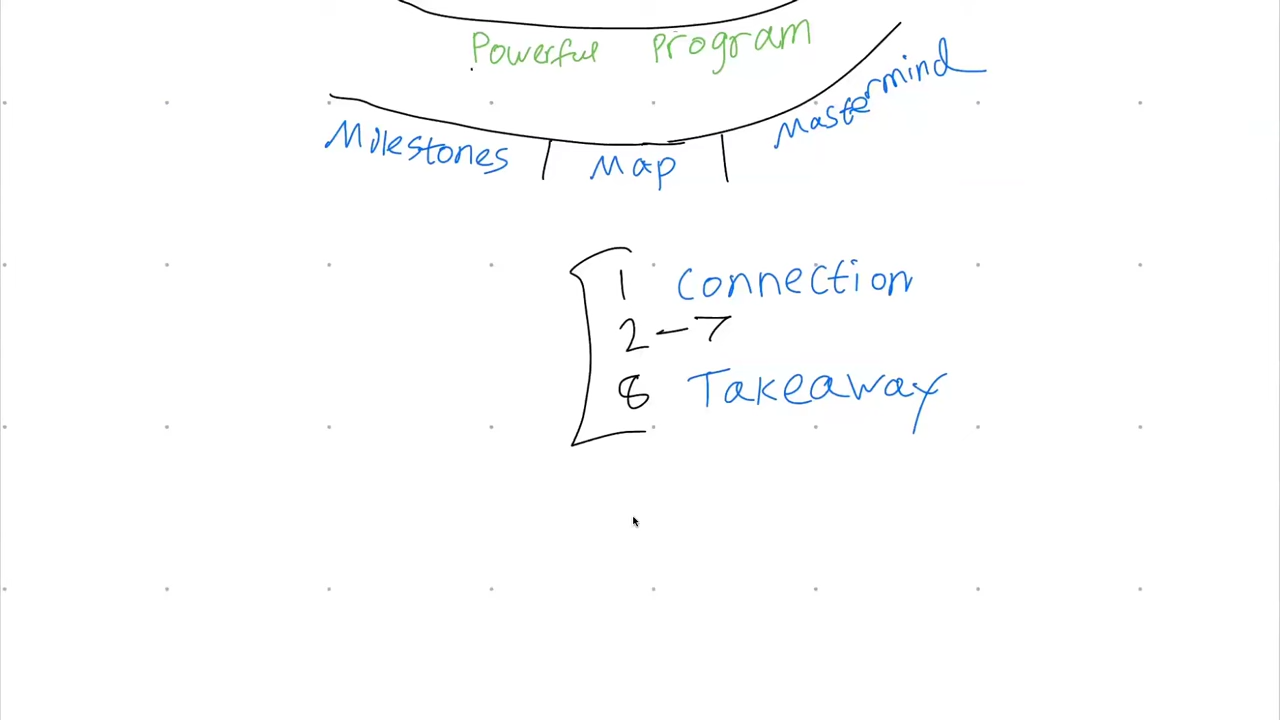 Powerful Program
Milestones | Map | Mastermind
1 Connection
2-7
8 Takeaway